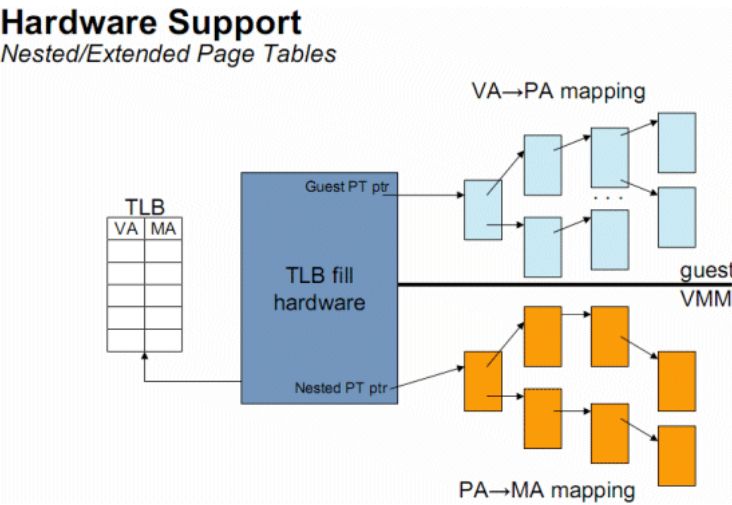 Hardware Support
Nested/Extended Page Tables
VA→PA mapping
Guest PT ptr
TLB
VA MA
TLB fill
hardware
. . .
guest
VMM
Nested PT ptr
PA→MA mapping